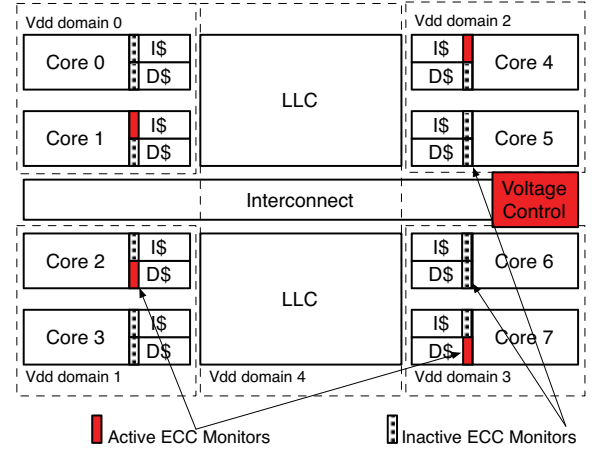 Vdd domain 0
Core 0
I$
D$
Core 1
I$
D$
LLC
Vdd domain 2
I$
D$
Core 4
I$
D$
Core 5
Interconnect
Voltage
Control
Core 2
I$
D$
Core 3
I$
D$
Vdd domain 1
LLC
Vdd domain 4
I$
D$
Core 6
I$
D$
Core 7
Vdd domain 3
Active ECC Monitors
Inactive ECC Monitors